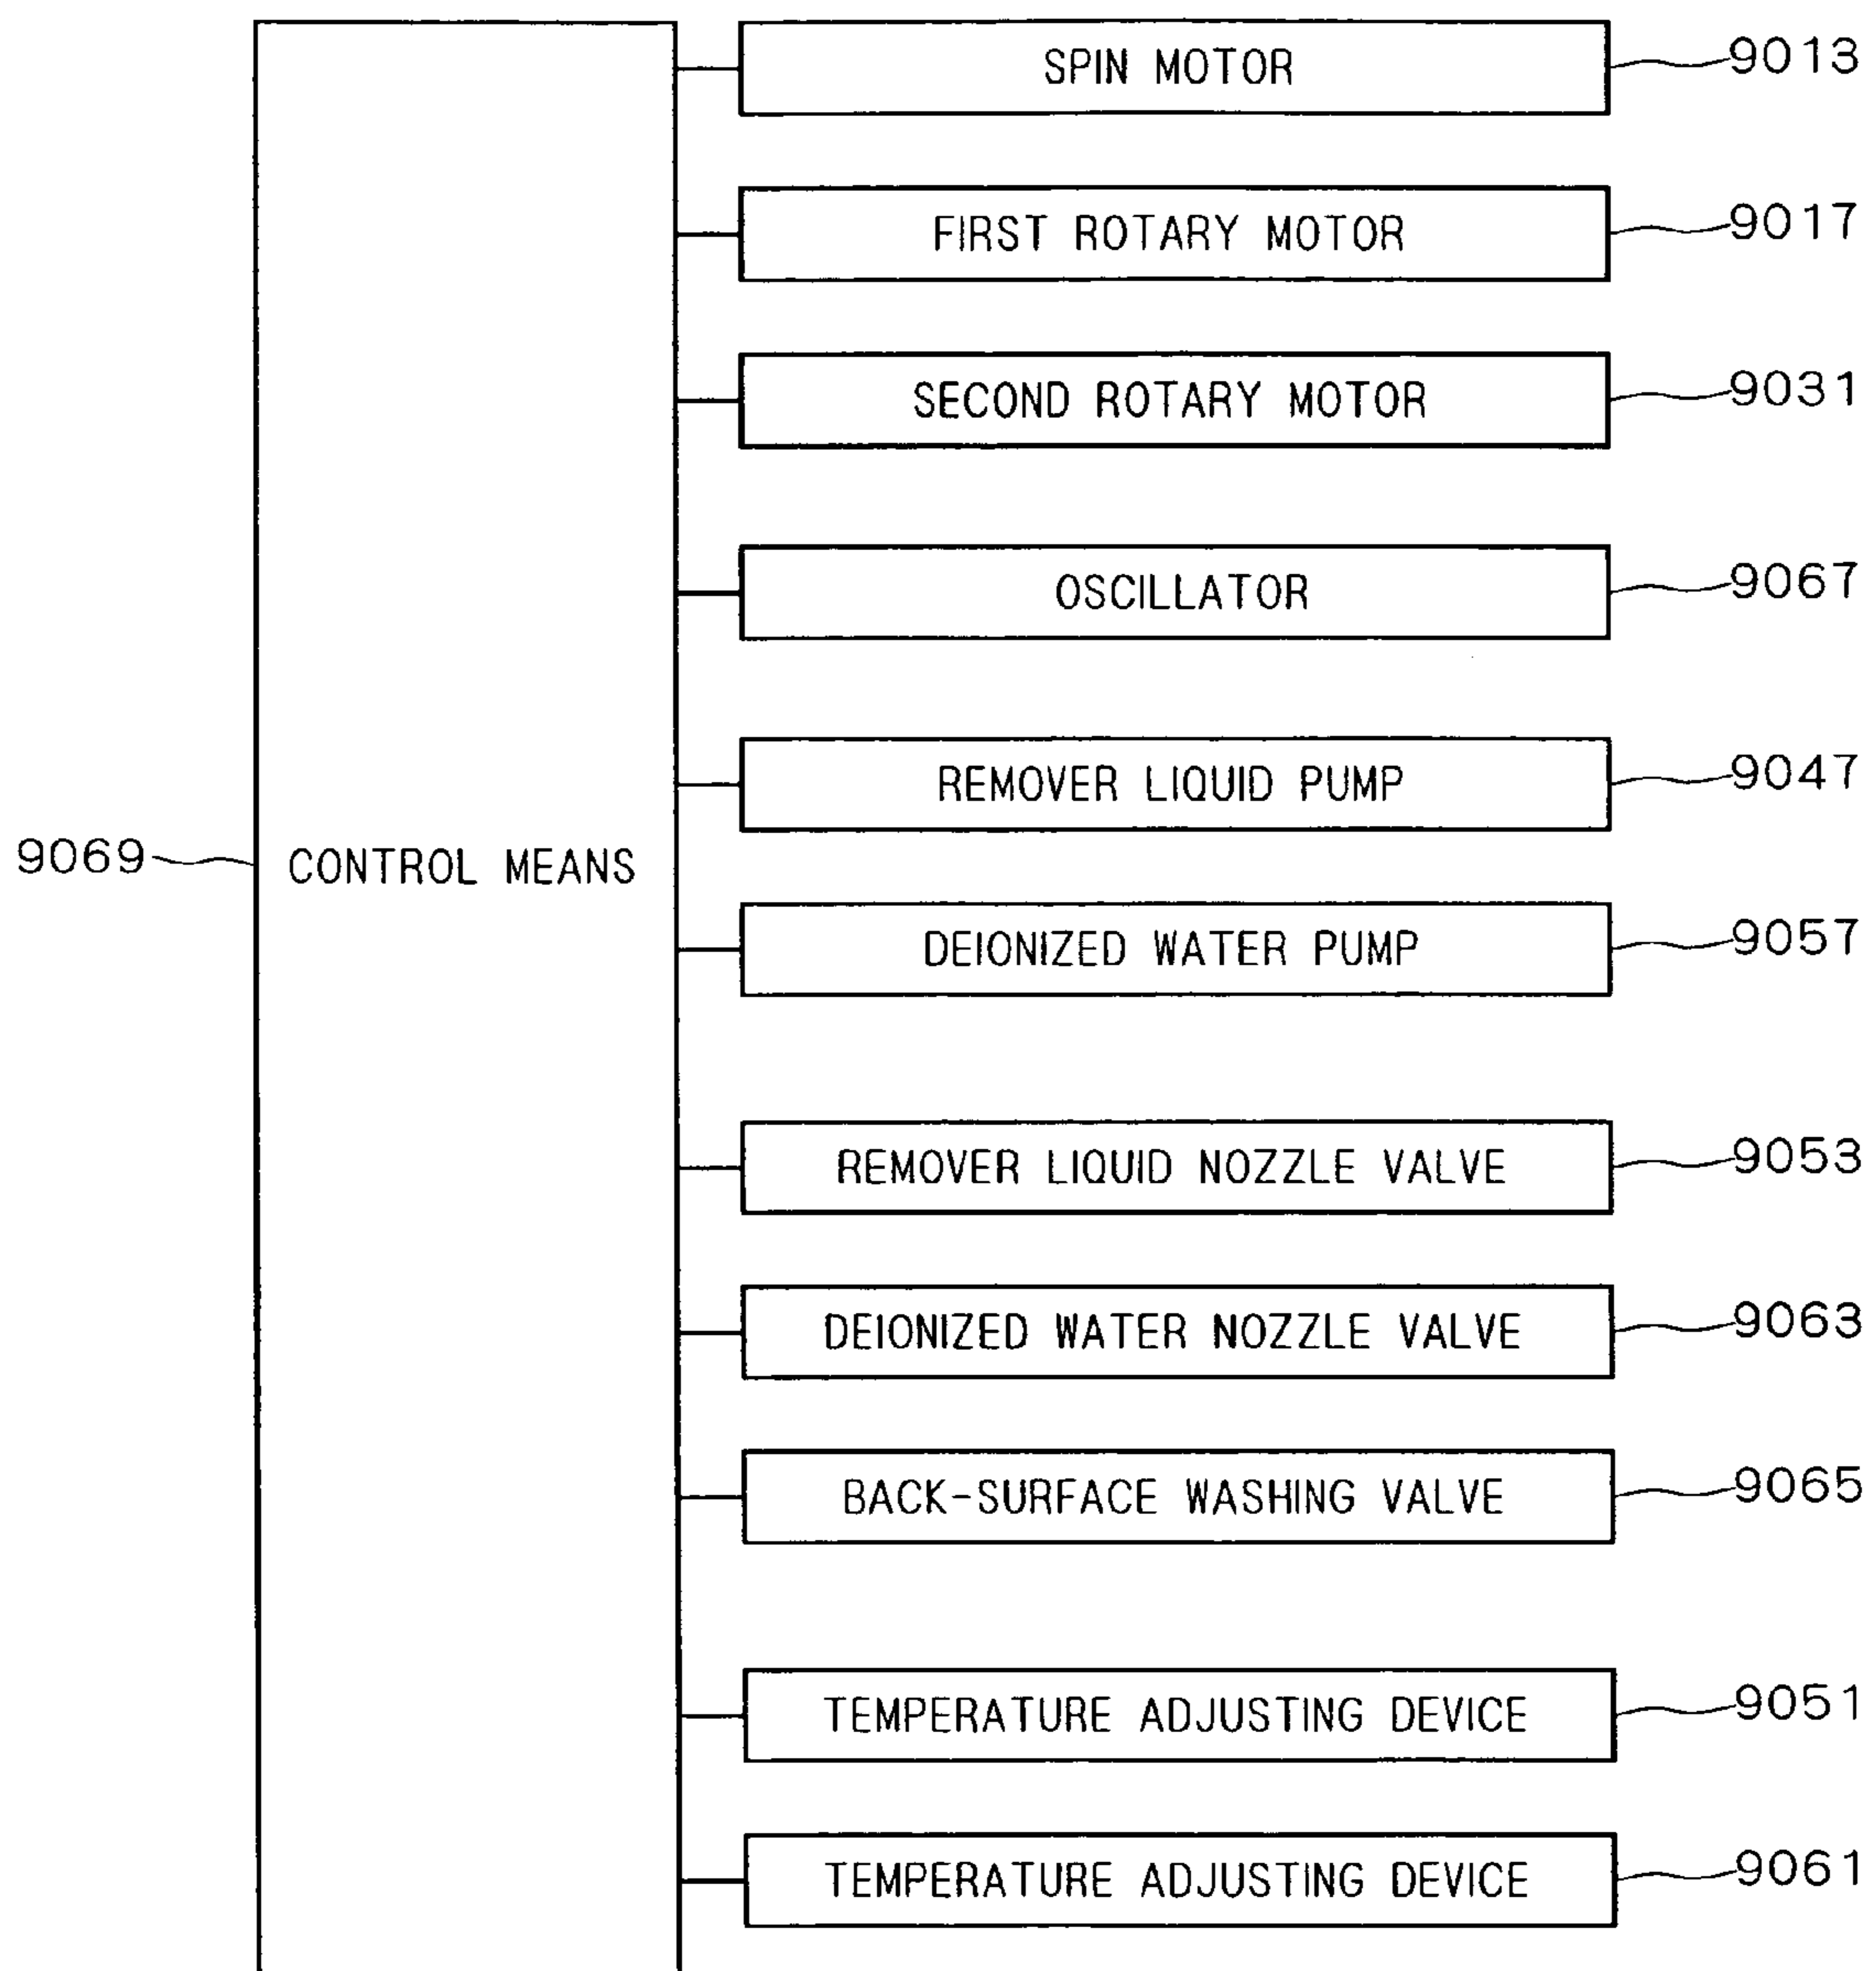 SPIN MOTOR 9013
FIRST ROTARY MOTOR 9017
SECOND ROTARY MOTOR 9031
OSCILLATOR 9067
REMOVER LIQUID PUMP 9047
9069 CONTROL MEANS
DEIONIZED WATER PUMP 9057
REMOVER LIQUID NOZZLE VALVE 9053
DEIONIZED WATER NOZZLE VALVE 9063
BACK-SURFACE WASHING VALVE 9065
TEMPERATURE ADJUSTING DEVICE 9051
TEMPERATURE ADJUSTING DEVICE 9061